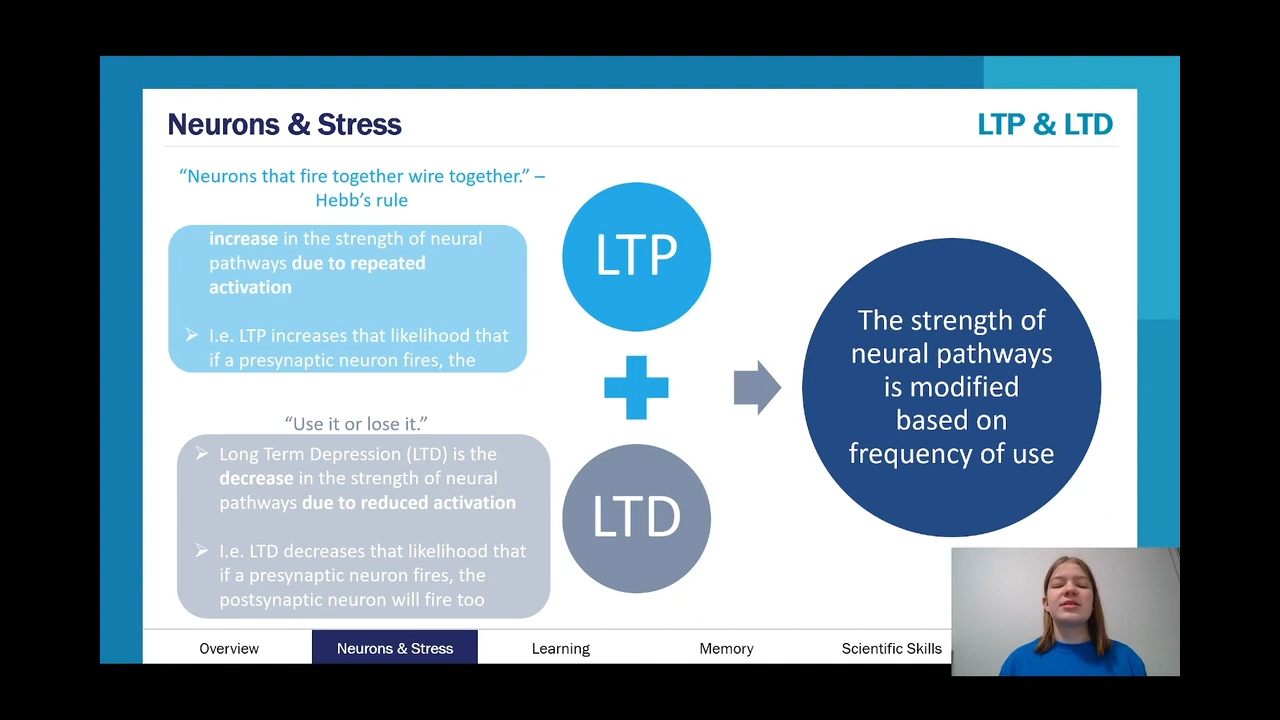 Neurons & Stress
LTP & LTD
“Neurons that fire together wire together.” –
Hebb’s rule
increase in the strength of neural
pathways due to repeated
activation
➢ I.e. LTP increases that likelihood that
if a presynaptic neuron fires, the
“Use it or lose it.”
➢ Long Term Depression (LTD) is the
decrease in the strength of neural
pathways due to reduced activation
➢ I.e. LTD decreases that likelihood that
if a presynaptic neuron fires, the
postsynaptic neuron will fire too
LTP
LTD
The strength of
neural pathways
is modified
based on
frequency of use
Overview
Neurons & Stress
Learning
Memory
Scientific Skills